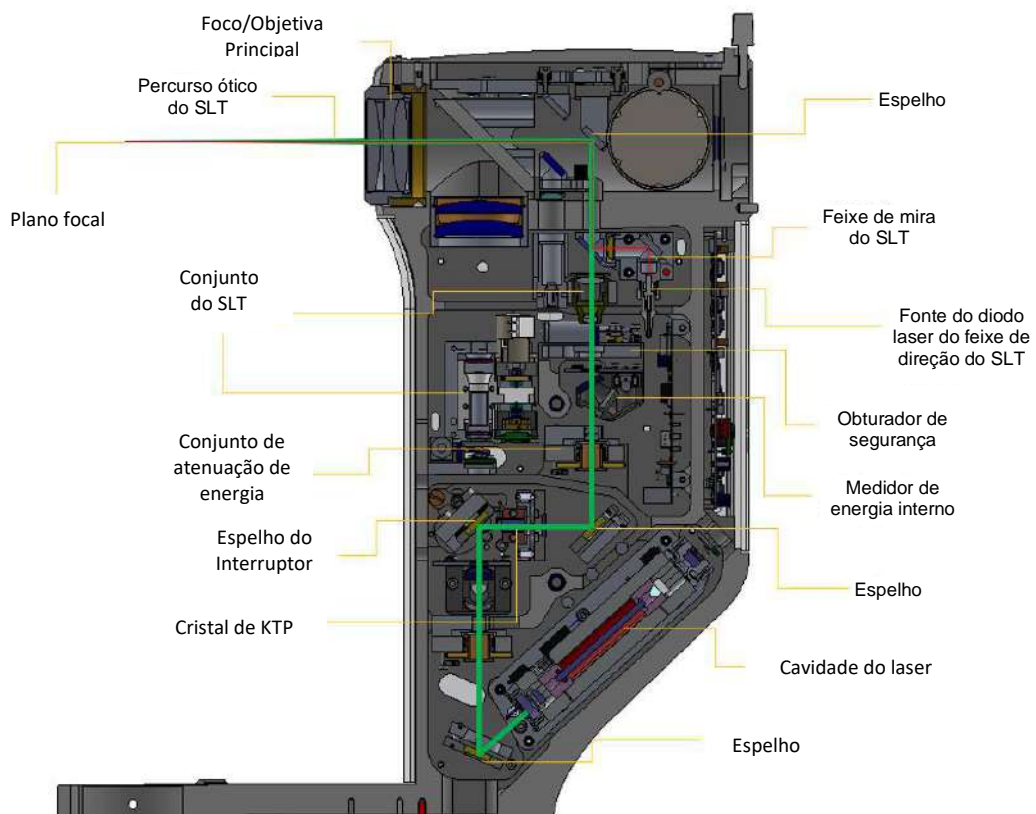 Foco/Objetiva
Principal
Percurso ótico
do SLT
Espelho
Plano focal
Feixe de mira
do SLT
Conjunto
do SLT
Fonte do diodo
laser do feixe de
direção do SLT
Obturador de
segurança
Conjunto de
atenuação de
energia
Medidor de
energia interno
Espelho do
Interruptor
Espelho
Cristal de KTP
Cavidade do laser
Espelho